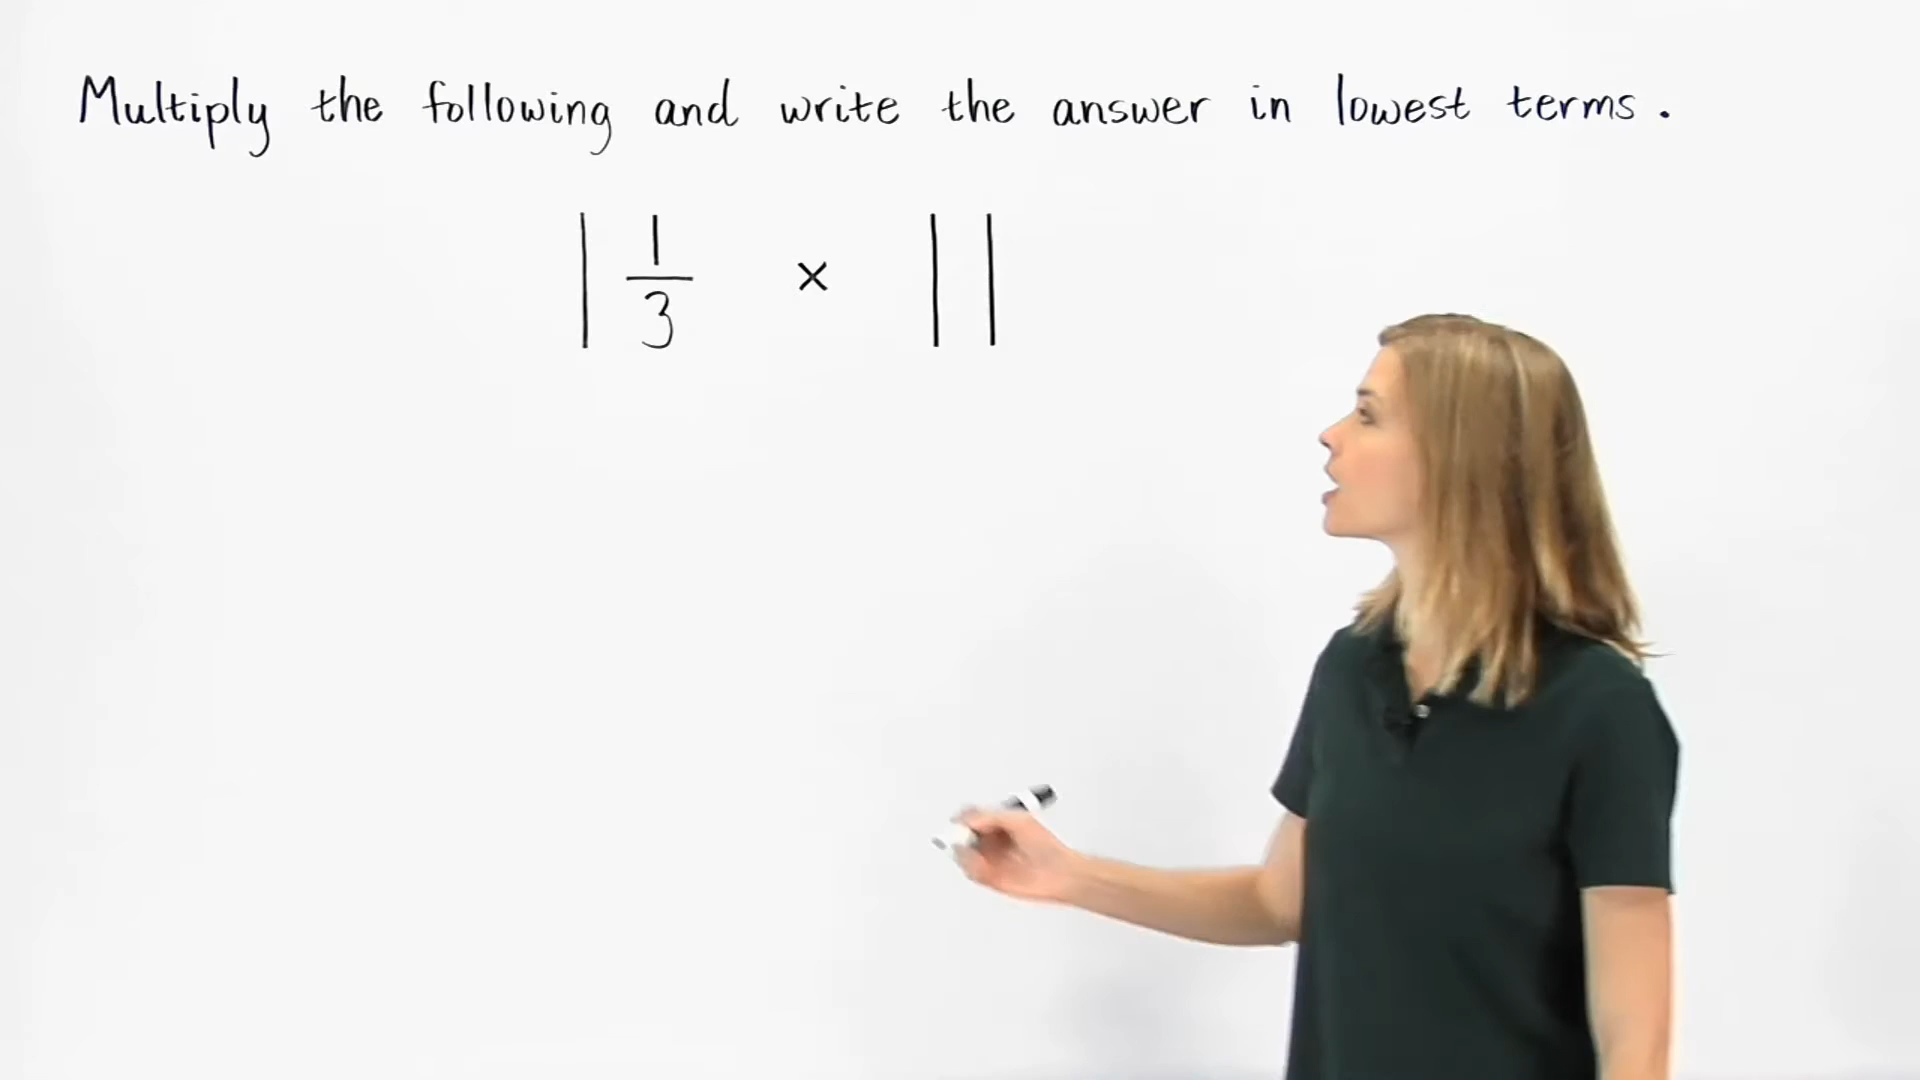 Multiply the following and write the answer in lowest terms.
1 1/3 × 11